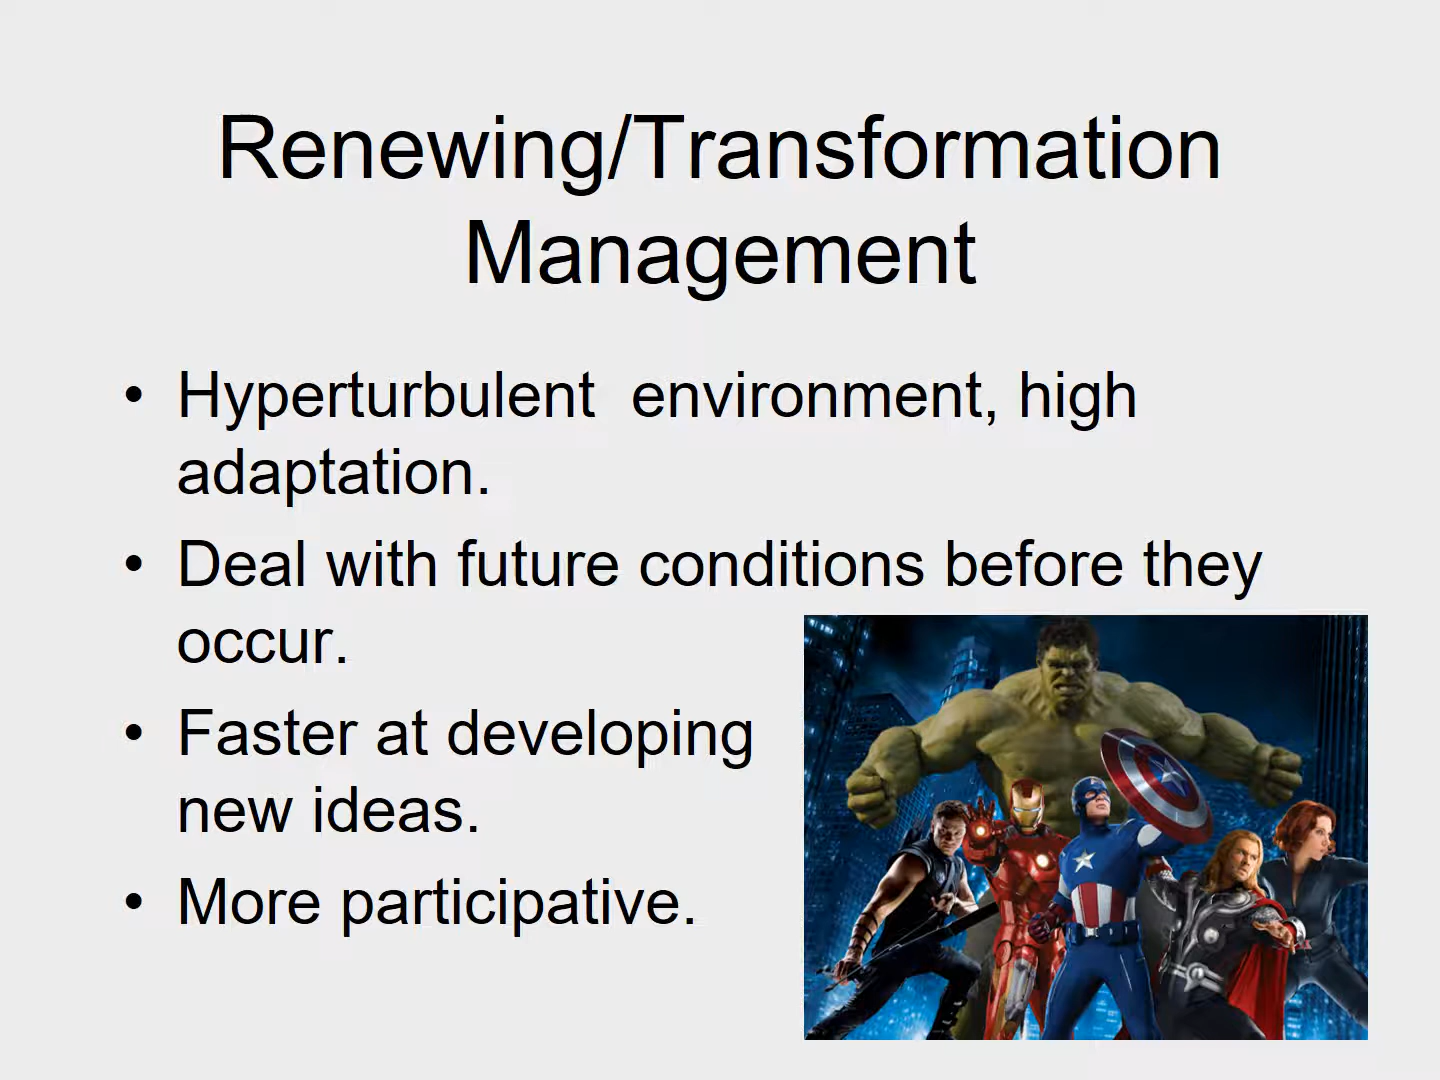 Renewing/Transformation
Management
• Hyperturbulent  environment, high
adaptation.
• Deal with future conditions before they
occur.
• Faster at developing
new ideas.
• More participative.